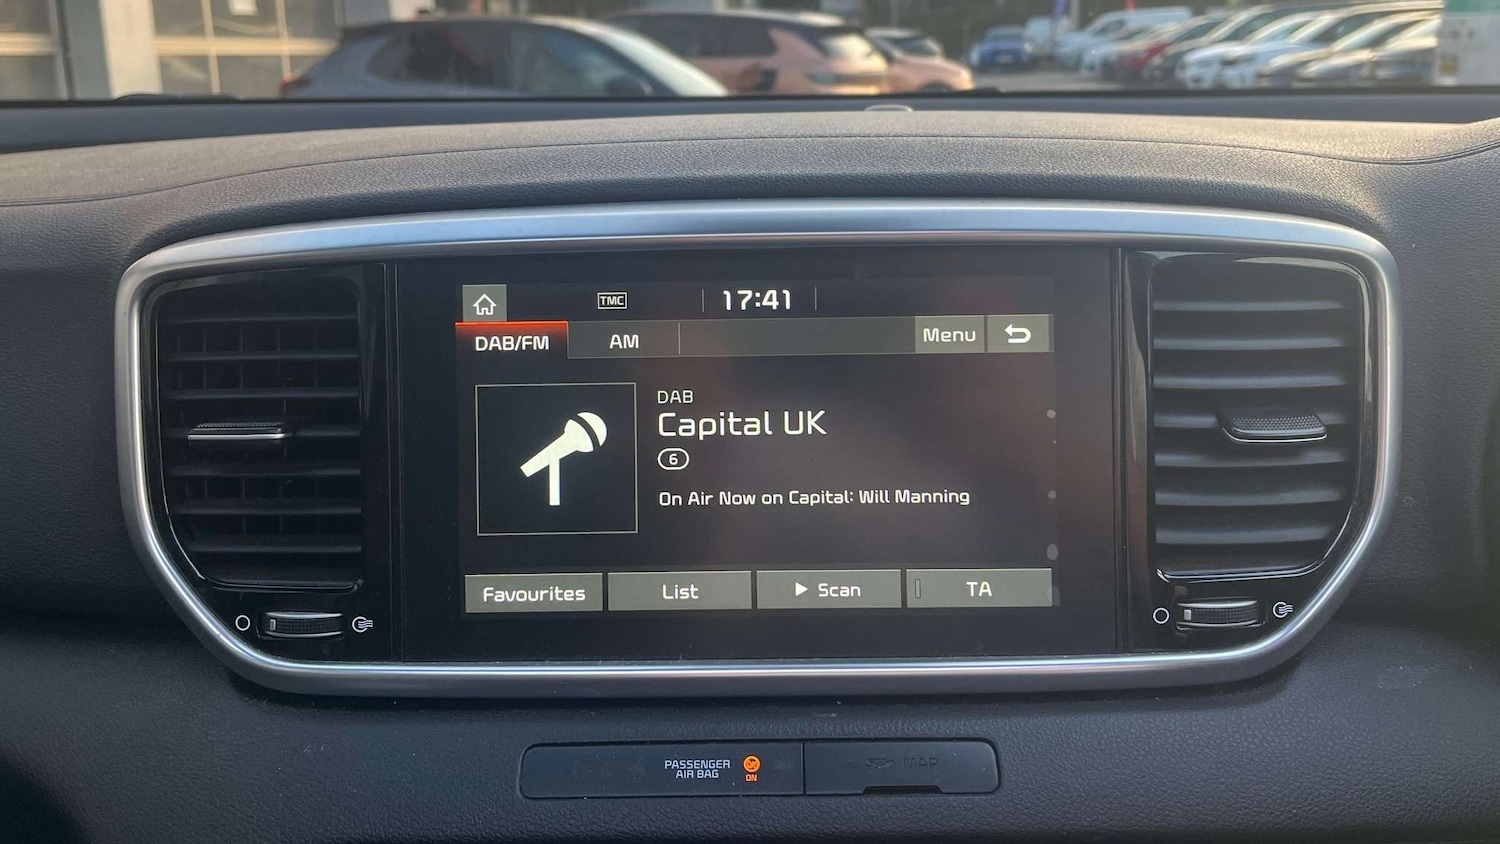 TMC
17:41
DAB/FM
AM
Menu
DAB
Capital UK
6
On Air Now on Capital: Will Manning
Favourites
List
Scan
TA
PASSENGER
AIR BAG
ON
MAP